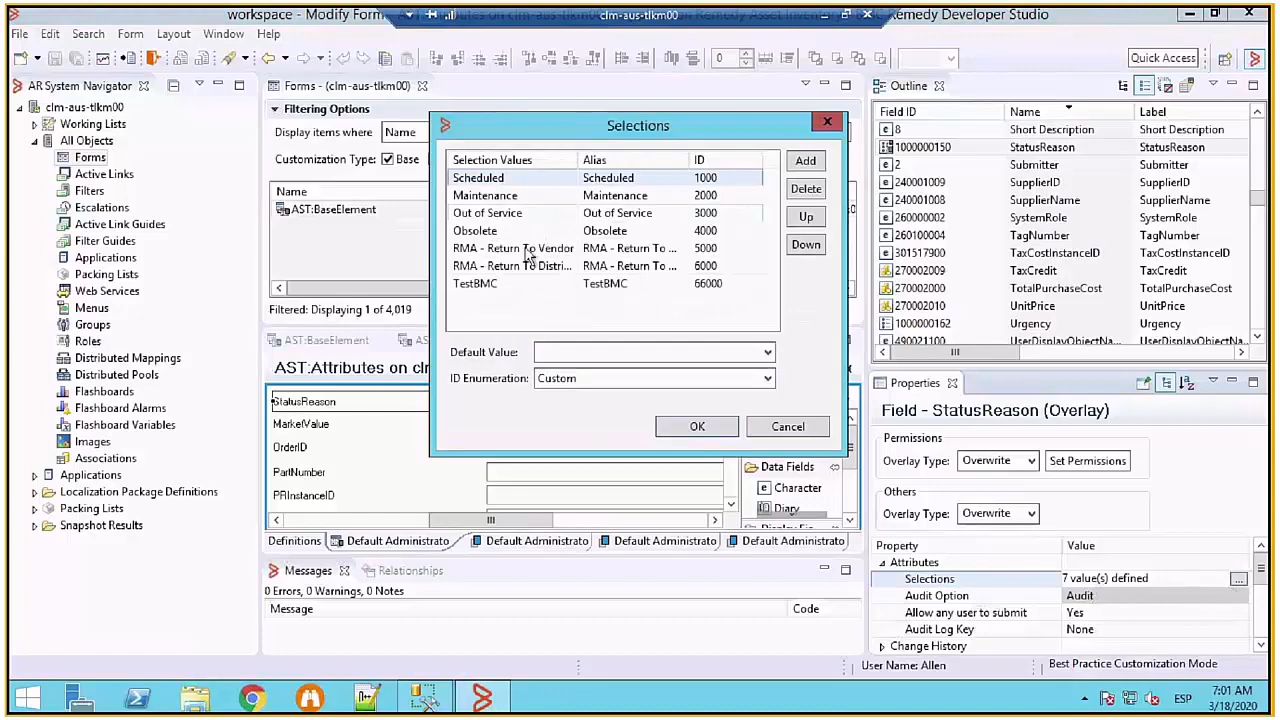 workspace - Modify Form
clm-aus-tlkm00
Remedy Developer Studio
File Edit Search Form Layout Window Help
0
Quick Access
AR System Navigator
clm-aus-tlkm00
Working Lists
All Objects
Forms
Active Links
Filters
Escalations
Active Link Guides
Filter Guides
Applications
Packing Lists
Web Services
Menus
Groups
Roles
Distributed Mappings
Distributed Pools
Flashboards
Flashboard Alarms
Flashboard Variables
Images
Associations
Applications
Localization Package Definitions
Packing Lists
Snapshot Results
Forms - (clm-aus-tlkm00)
Filtering Options
Display items where Name
Customization Type: Base
Name
AST:BaseElement
Filtered: Displaying 1 of 4,019
AST:BaseElement
AST:Attributes on clm
StatusReason
MarketValue
OrderID
PartNumber
PRInstanceID
Data Fields
Character
Diary
Definitions Default Administrato Default Administrato Default Administrato Default Administrato
Messages Relationships
0 Errors, 0 Warnings, 0 Notes
Message Code
Selections
Selection Values Alias ID
Scheduled Scheduled 1000
Maintenance Maintenance 2000
Out of Service Out of Service 3000
Obsolete Obsolete 4000
RMA - Return To Vendor RMA - Return To ... 5000
RMA - Return To Distri... RMA - Return To ... 6000
TestBMC TestBMC 66000
Add
Delete
Up
Down
Default Value:
ID Enumeration: Custom
OK Cancel
Outline
Field ID Name Label
8 Short Description Short Description
1000000150 StatusReason StatusReason
2 Submitter Submitter
240001009 SupplierID SupplierID
240001008 SupplierName SupplierName
260000002 SystemRole SystemRole
260100004 TagNumber TagNumber
301517900 TaxCostInstanceID TaxCostInstanceID
270002009 TaxCredit TaxCredit
270002000 TotalPurchaseCost TotalPurchaseCost
270002010 UnitPrice UnitPrice
1000000162 Urgency Urgency
490021100 UserDisplayObjectNa... UserDisplayObjectNa...
Properties
Field - StatusReason (Overlay)
Permissions
Overlay Type: Overwrite Set Permissions
Others
Overlay Type: Overwrite
Property Value
Attributes
Selections 7 value(s) defined ...
Audit Option Audit
Allow any user to submit Yes
Audit Log Key None
Change History
User Name: Allen Best Practice Customization Mode
ESP
7:01 AM
3/18/2020